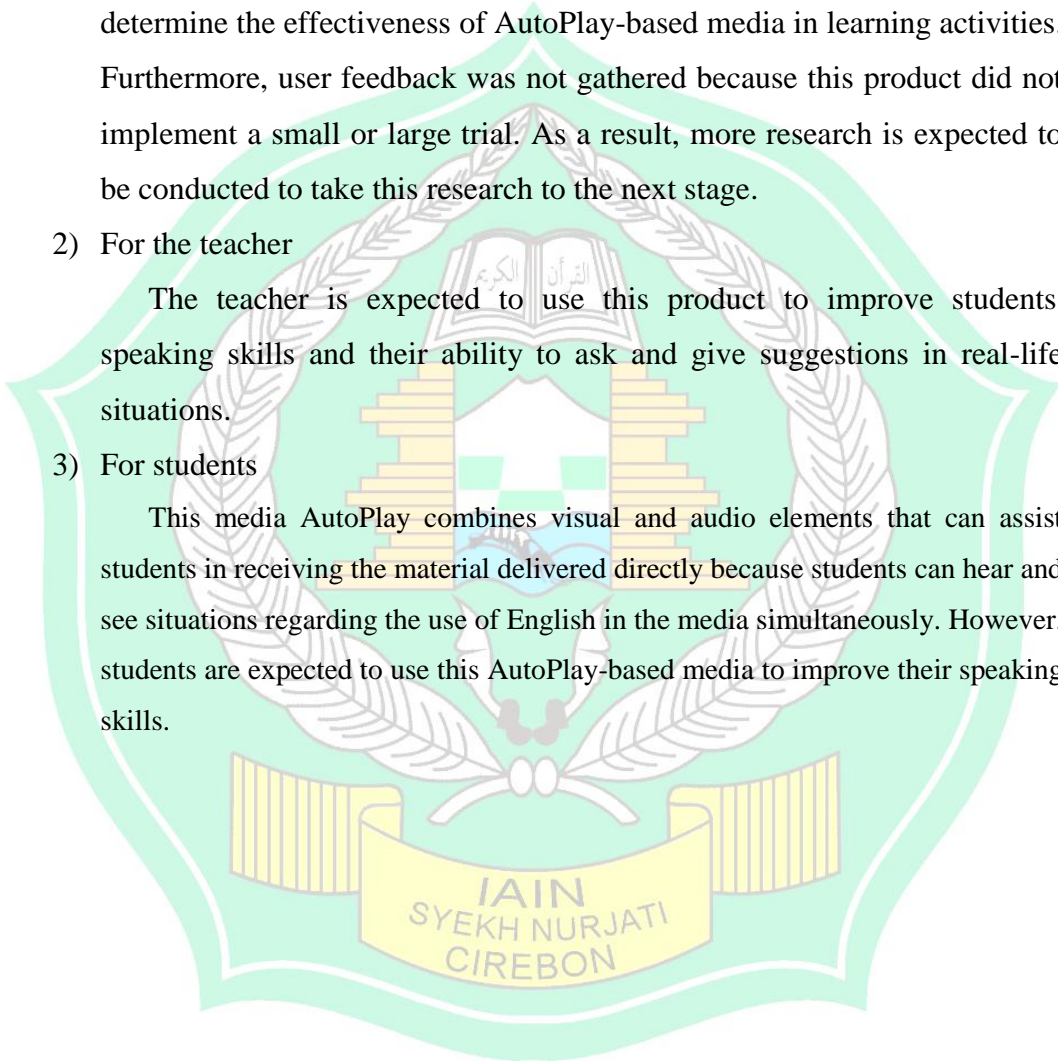 determine the effectiveness of AutoPlay-based media in learning activities.
Furthermore, user feedback was not gathered because this product did not
implement a small or large trial. As a result, more research is expected to
be conducted to take this research to the next stage.
2) For the teacher
The teacher is expected to use this product to improve students'
speaking skills and their ability to ask and give suggestions in real-life
situations.
3) For students
This media AutoPlay combines visual and audio elements that can assist
students in receiving the material delivered directly because students can hear and
see situations regarding the use of English in the media simultaneously. However,
students are expected to use this AutoPlay-based media to improve their speaking
skills.
القرآن الكريم
IAIN
SYEKH NURJATI
CIREBON